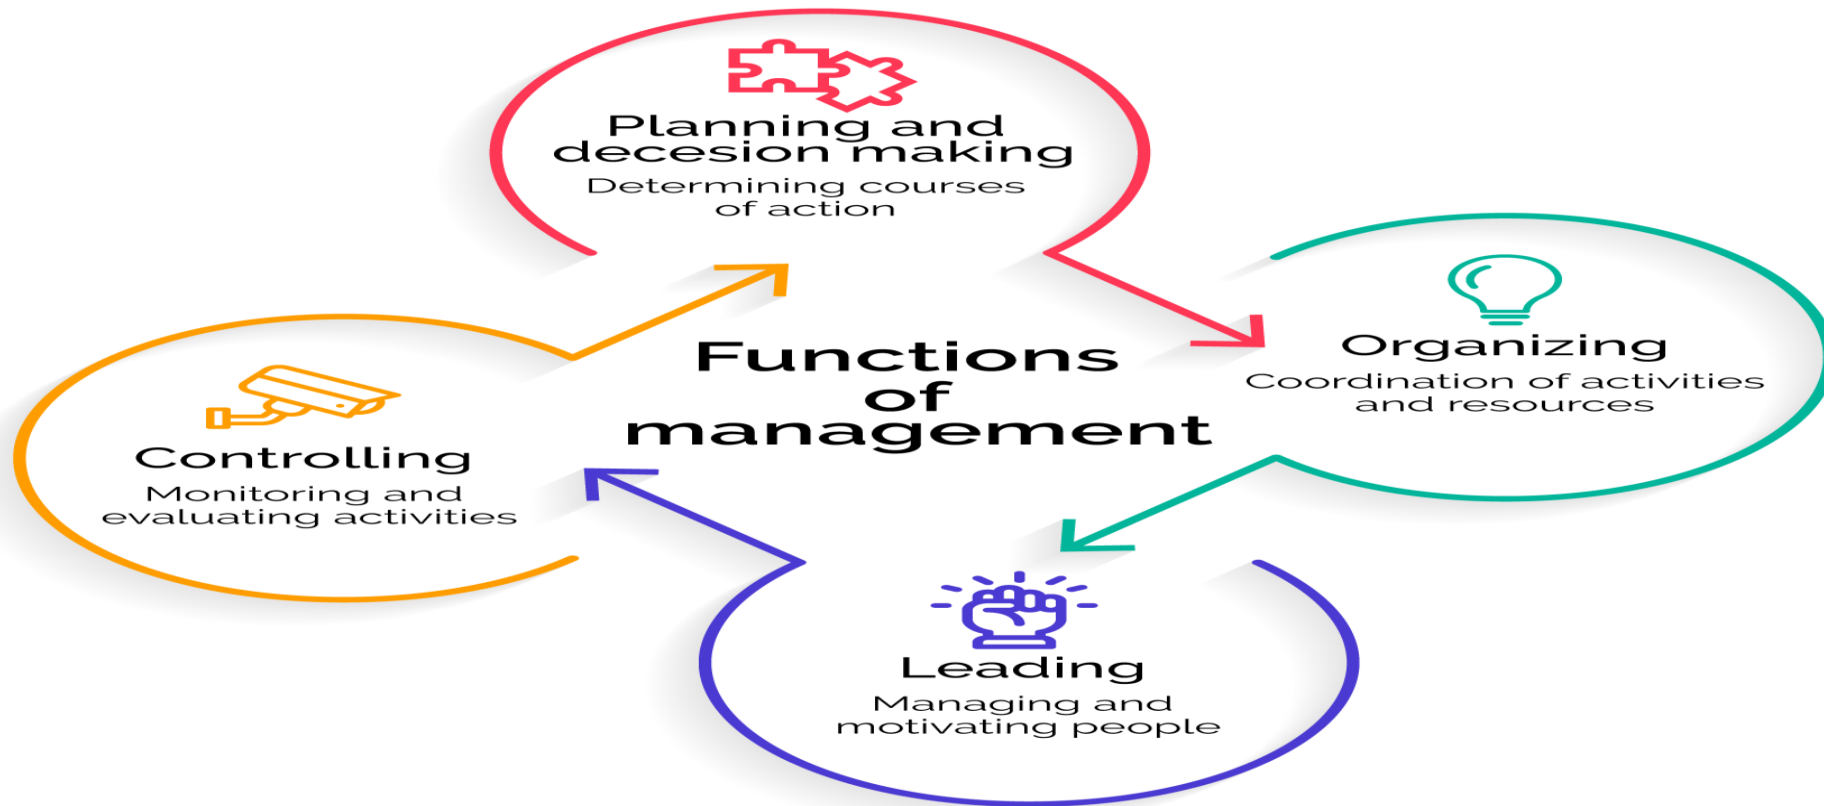 Planning and
decesion making
Determining courses
of action
Organizing
Coordination of activities
and resources
Functions
of
management
Controlling
Monitoring and
evaluating activities
Leading
Managing and
motivating people